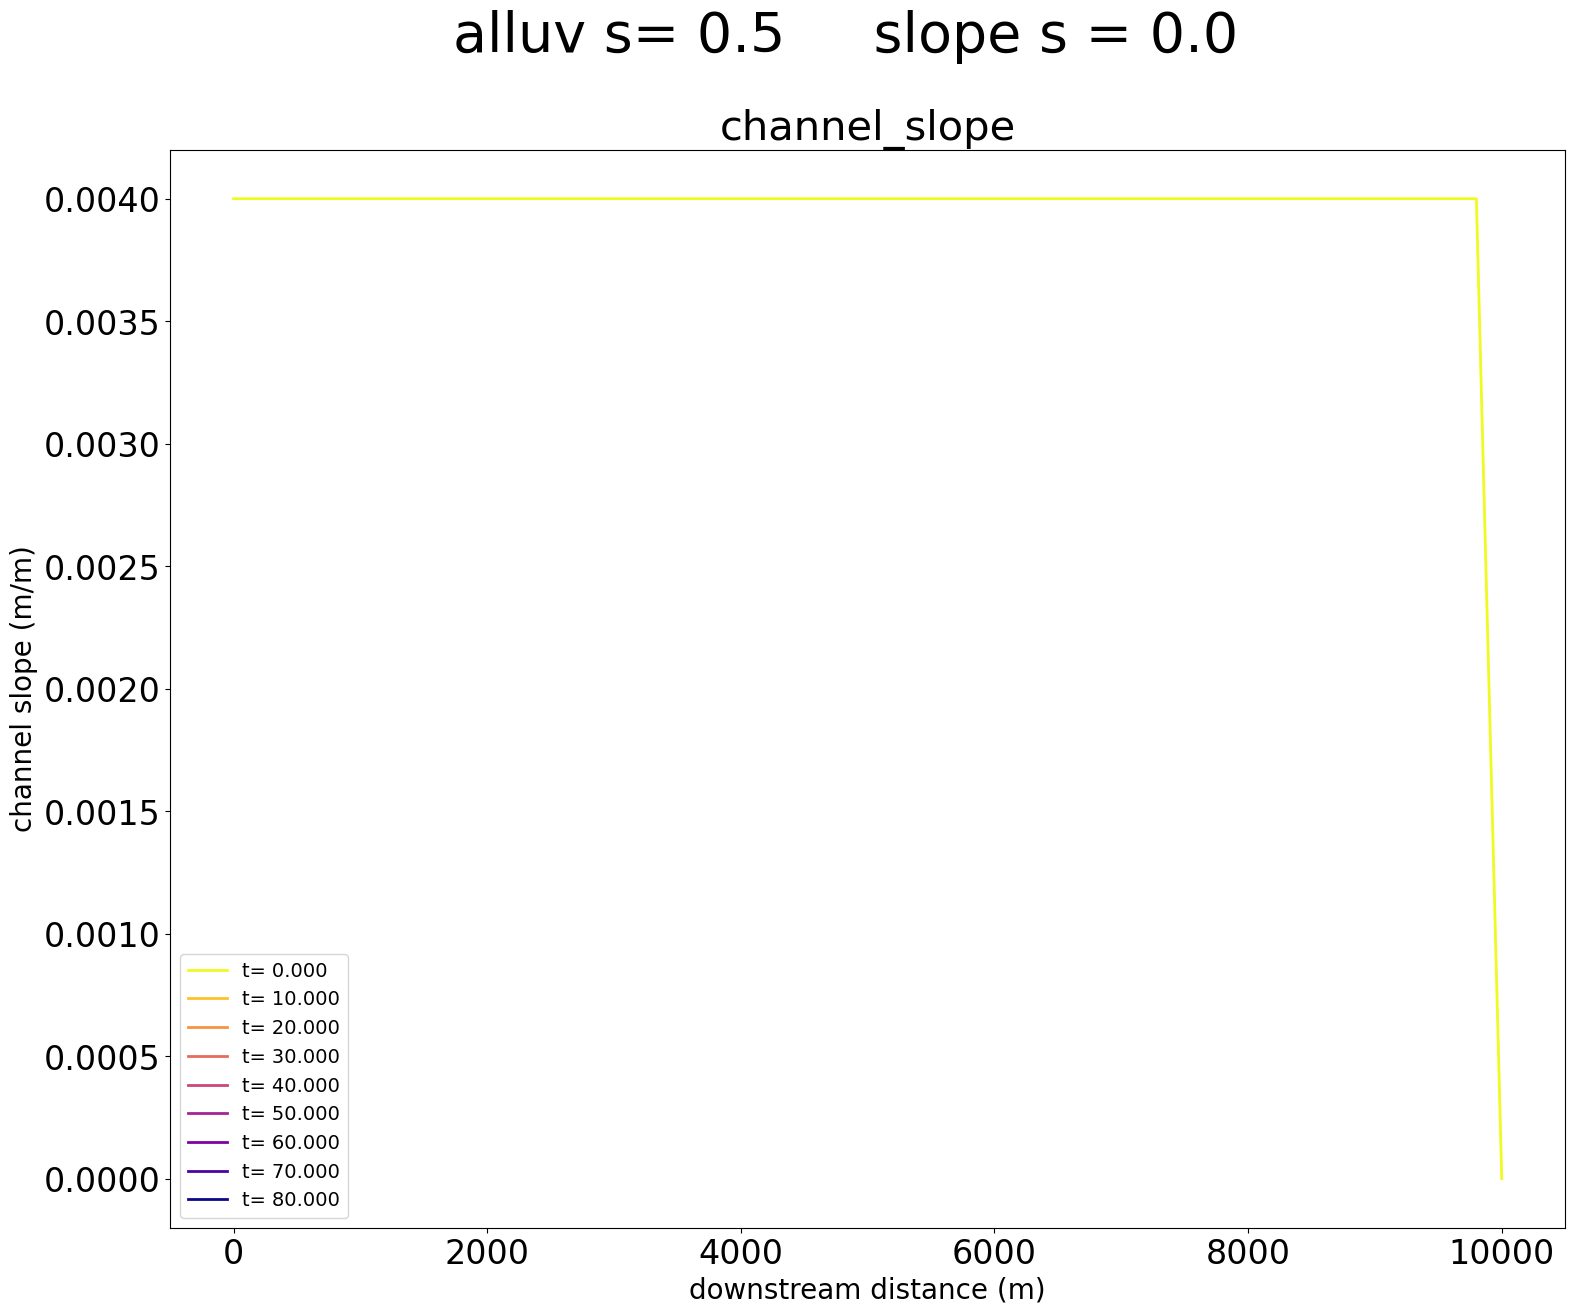 alluv s= 0.5 slope s = 0.0
channel_slope
0.0040
0.0035
0.0030
0.0025
0.0020
0.0015
0.0010
0.0005
0.0000
channel slope (m/m)
t= 0.000
t= 10.000
t= 20.000
t= 30.000
t= 40.000
t= 50.000
t= 60.000
t= 70.000
t= 80.000
0 2000 4000 6000 8000 10000
downstream distance (m)